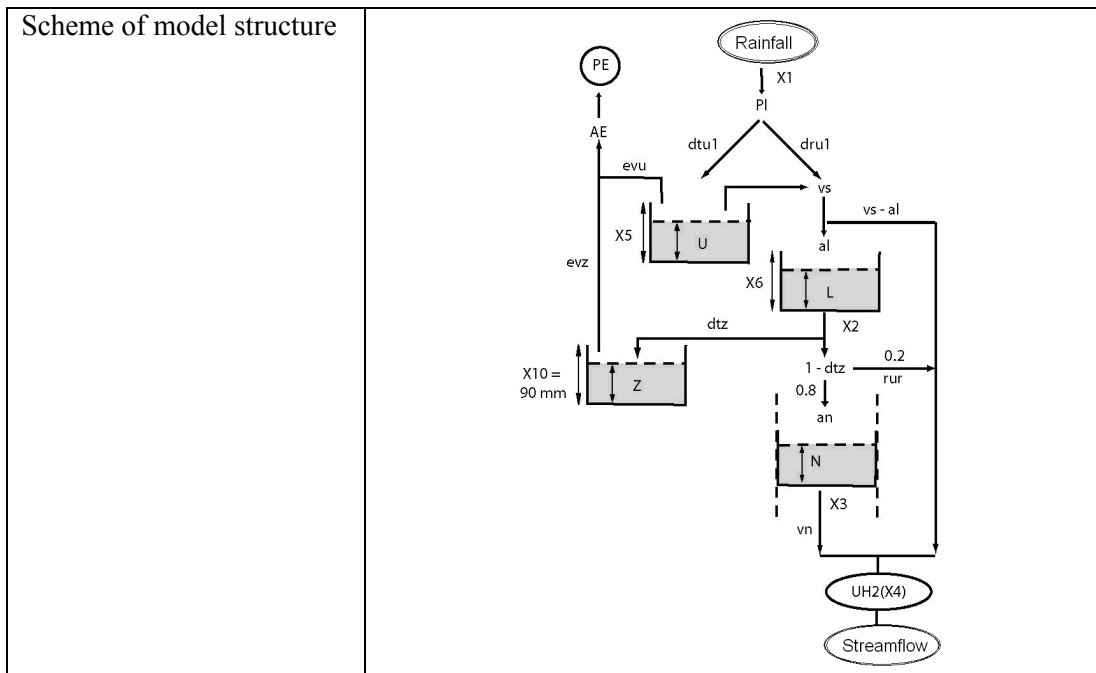 Scheme of model structure
Rainfall
X1
PI
PE
AE
dtu1
dru1
evu
vs
vs - al
X5
U
al
evz
X6
L
X2
dtz
X10 =
90 mm
Z
1 - dtz
0.2
rur
0.8
an
N
X3
vn
UH2(X4)
Streamflow